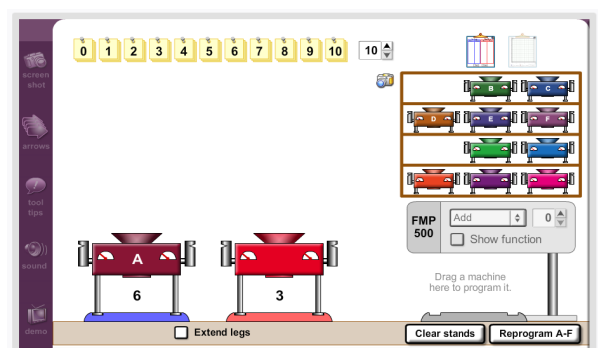 0 1 2 3 4 5 6 7 8 9 10 10
screen
shot
arrows
tool
tips
sound
demo
B C
D E F
FMP
500
Add 0
Show function
Drag a machine
here to program it.
A
6 3
Extend legs
Clear stands Reprogram A-F